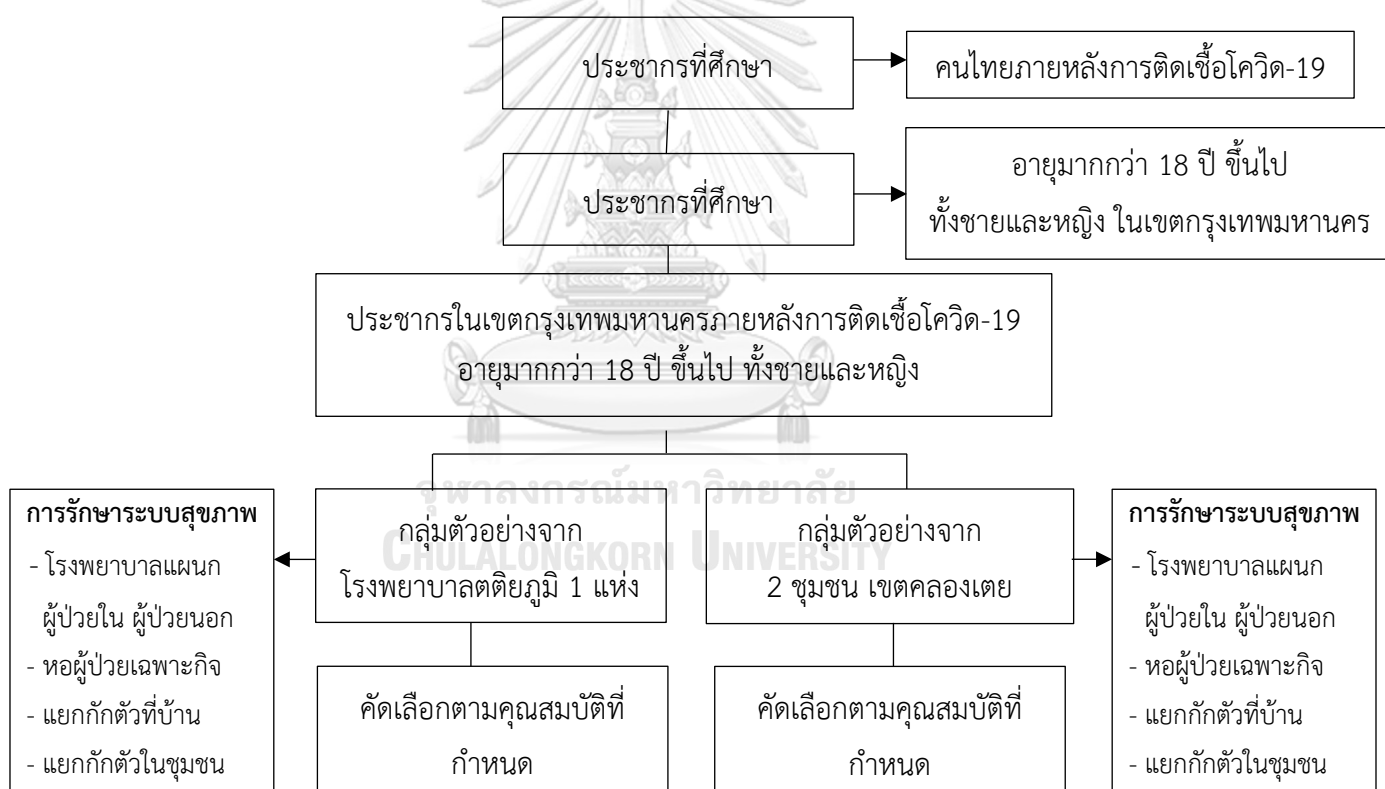 ประชากรที่ศึกษา
คนไทยภายหลังการติดเชื้อโควิด-19
ประชากรที่ศึกษา
อายุมากกว่า 18 ปี ขึ้นไป
ทั้งชายและหญิง ในเขตกรุงเทพมหานคร
ประชากรในเขตกรุงเทพมหานครภายหลังการติดเชื้อโควิด-19
อายุมากกว่า 18 ปี ขึ้นไป ทั้งชายและหญิง
จุฬาลงกรณ์มหาวิทยาลัย
CHULALONGKORN UNIVERSITY
การรักษาระบบสุขภาพ
- โรงพยาบาลแผนก
ผู้ป่วยใน ผู้ป่วยนอก
- หอผู้ป่วยเฉพาะกิจ
- แยกกักตัวที่บ้าน
- แยกกักตัวในชุมชน
กลุ่มตัวอย่างจาก
โรงพยาบาลตติยภูมิ 1 แห่ง
กลุ่มตัวอย่างจาก
2 ชุมชน เขตคลองเตย
การรักษาระบบสุขภาพ
- โรงพยาบาลแผนก
ผู้ป่วยใน ผู้ป่วยนอก
- หอผู้ป่วยเฉพาะกิจ
- แยกกักตัวที่บ้าน
- แยกกักตัวในชุมชน
คัดเลือกตามคุณสมบัติที่
กำหนด
คัดเลือกตามคุณสมบัติที่
กำหนด